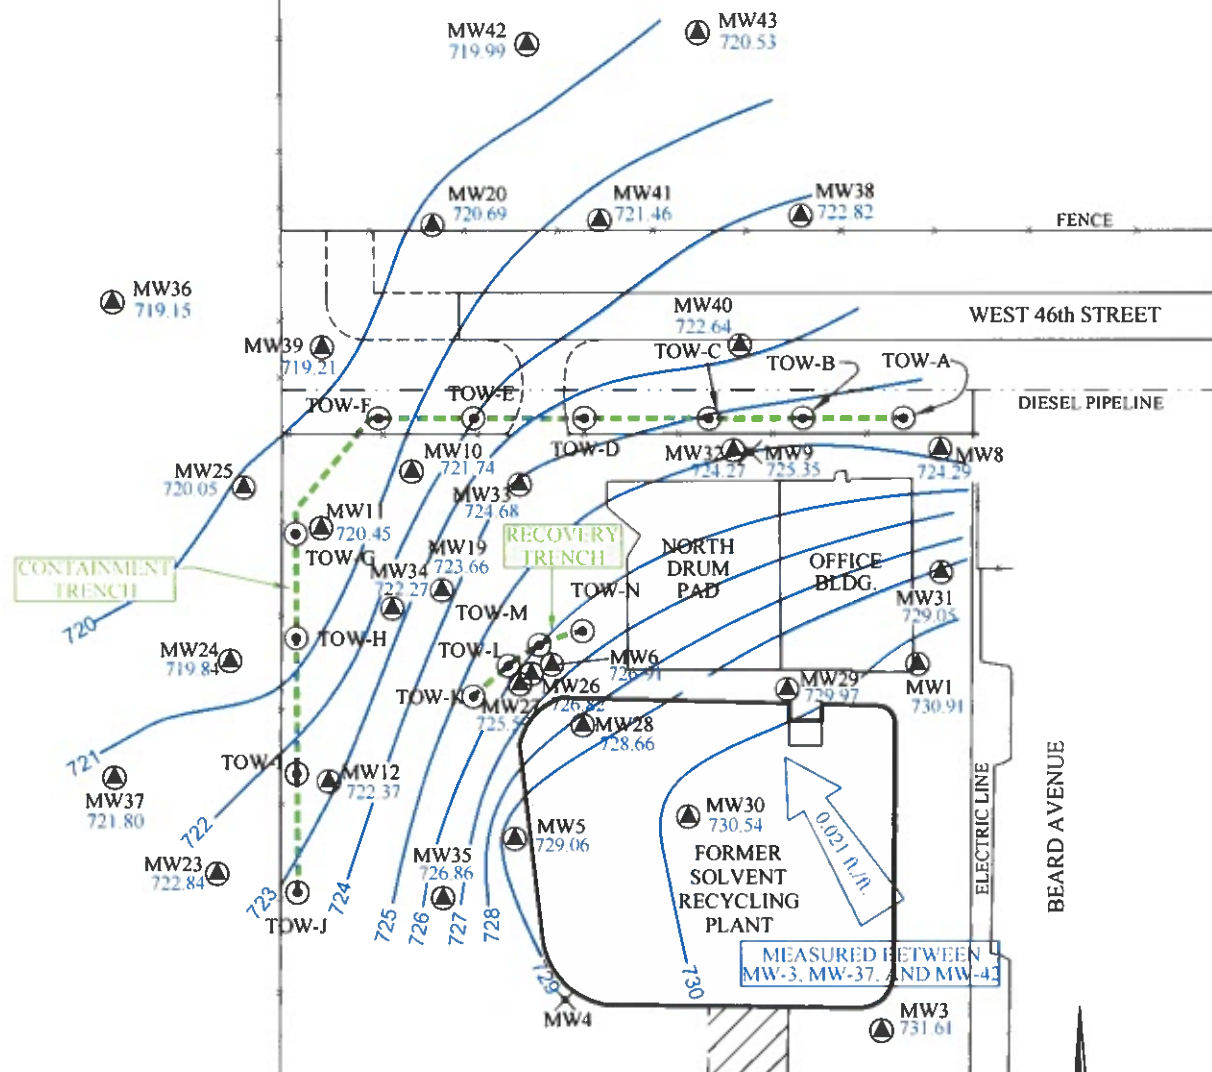 MW42
719.99
MW43
720.53
MW20
720.69
MW41
721.46
MW38
722.82
FENCE
MW36
719.15
MW40
722.64
WEST 46th STREET
MW39
719.21
TOW-C
TOW-B
TOW-A
TOW-F
TOW-E
DIESEL PIPELINE
TOW-D
MW10
721.74
MW32
724.27
MW9
725.35
MW8
724.29
MW25
720.05
MW33
724.68
MW11
720.45
RECOVERY
TRENCH
NORTH
DRUM
PAD
OFFICE
BLDG.
TOW-G
MW19
723.66
CONTAINMENT
TRENCH
MW34
722.27
TOW-N
MW31
729.05
TOW-M
720
TOW-H
MW24
719.84
TOW-L
MW6
726.91
TOW-K
MW26
726.82
MW27
MW29
729.97
MW1
730.91
MW28
728.66
721
MW12
722.37
MW37
721.80
722
MW30
730.54
0.021 ft./ft.
MW5
729.06
MW35
726.86
MW23
722.84
FORMER
SOLVENT
RECYCLING
PLANT
ELECTRIC LINE
BEARD AVENUE
723
724
725
726
727
728
729
730
TOW-J
MEASURED BETWEEN
MW-3, MW-37, AND MW-42
MW4
MW3
731.61